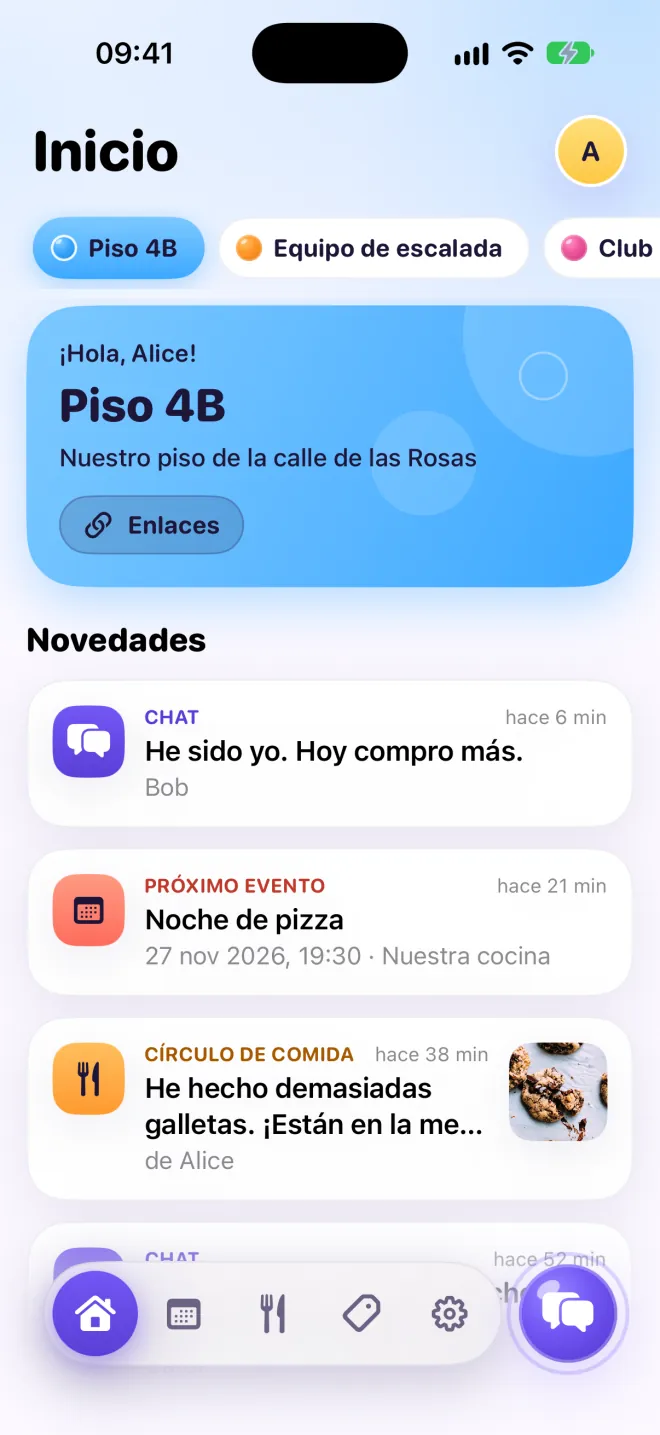 09:41
Inicio
A
Piso 4B
Equipo de escalada
Club
¡Hola, Alice!
Piso 4B
Nuestro piso de la calle de las Rosas
Enlaces
Novedades
CHAT
hace 6 min
He sido yo. Hoy compro más.
Bob
PRÓXIMO EVENTO
hace 21 min
Noche de pizza
27 nov 2026, 19:30 · Nuestra cocina
CÍRCULO DE COMIDA
hace 38 min
He hecho demasiadas
galletas. ¡Están en la me...
de Alice
CHAT
hace 52 min